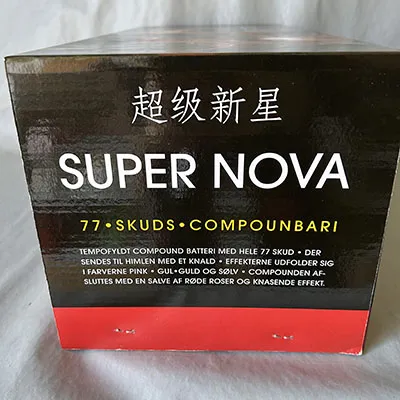 超级新星
SUPER NOVA
77•SKUDS•COMPOUNBARI
TEMPOFYLDT COMPOUND BATTERI MED HELE 77 SKUD • DER
SENDES TIL HIMLEN MED ET KNALD • EFFEKTERNE UDFOLDER SIG
I FARVERNE PINK • GUL•GULD OG SØLV • COMPOUNDEN AF-
SLUTTES MED EN SALVE AF RØDE ROSER OG KNASENDE EFFEKT.